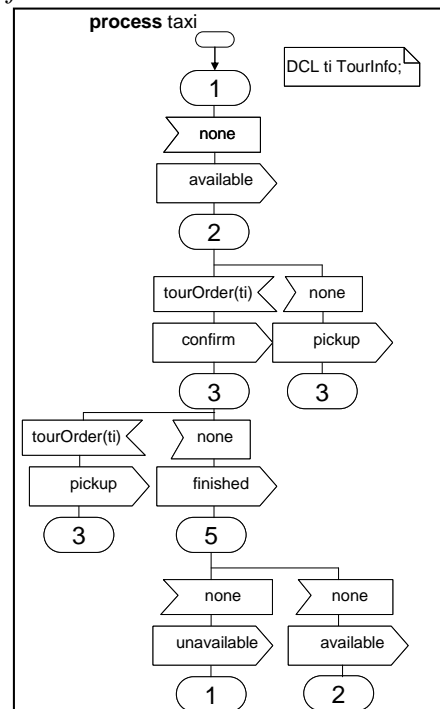 process taxi
DCL ti TourInfo;
1
none
available
2
tourOrder(ti)
none
confirm
pickup
3
3
tourOrder(ti)
none
pickup
finished
3
5
none
none
unavailable
available
1
2